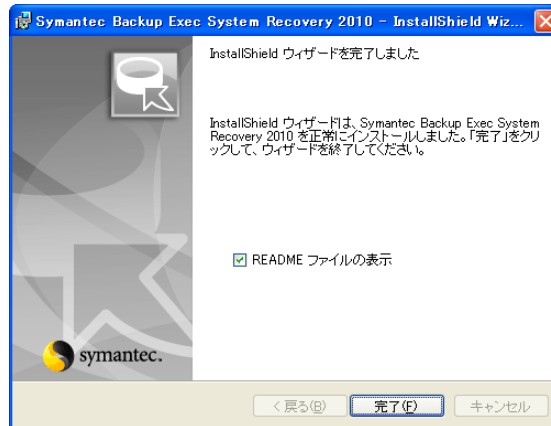 Symantec Backup Exec System Recovery 2010 - InstallShield Wiz...
InstallShield ウィザードを完了しました
InstallShield ウィザードは、Symantec Backup Exec System
Recovery 2010 を正常にインストールしました。「完了」をクリ
ックして、ウィザードを終了してください。
README ファイルの表示
symantec.
< 戻る(B)
完了(F)
キャンセル